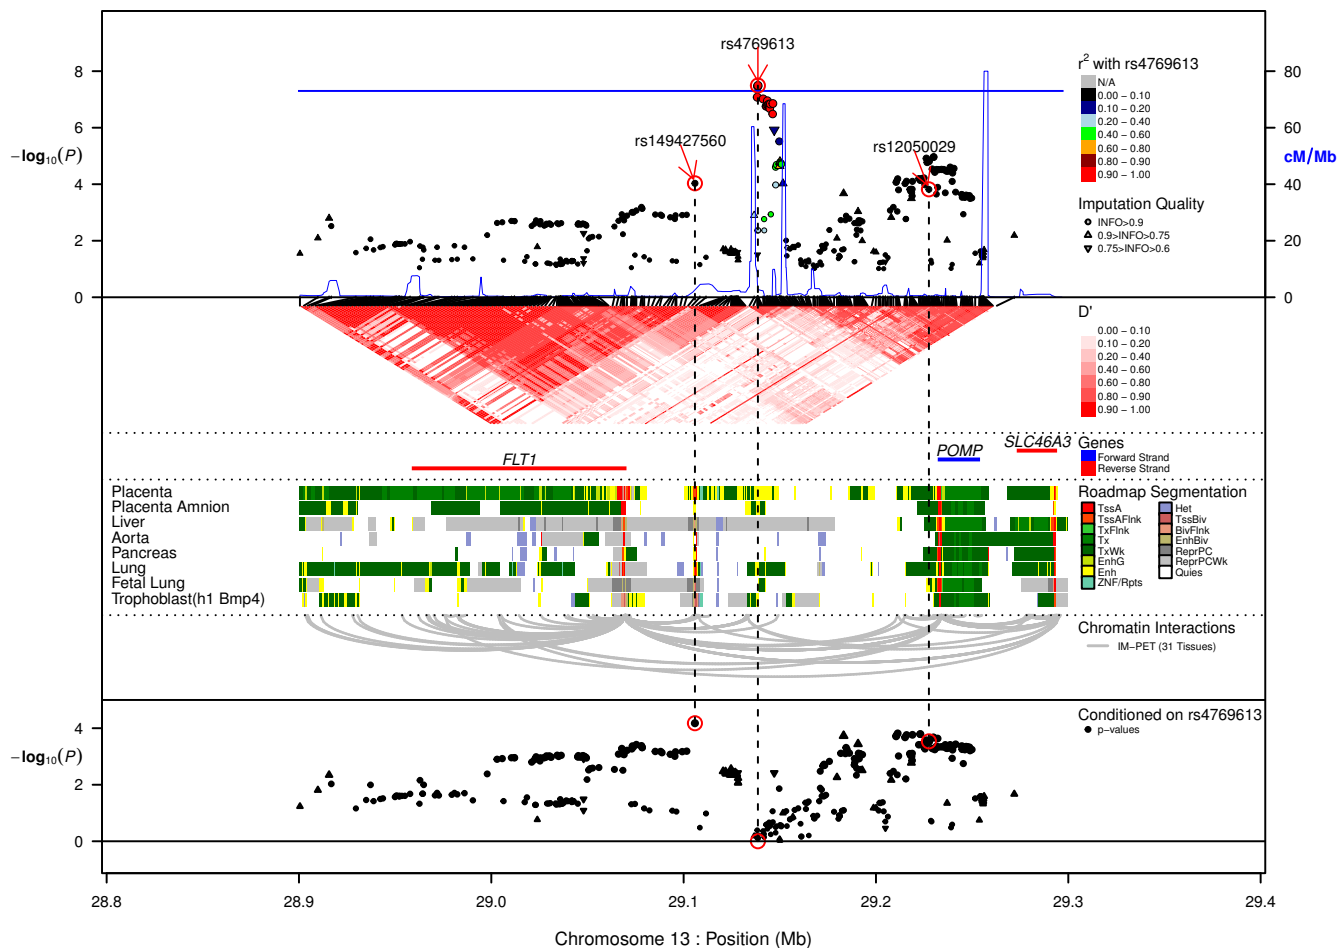 rs4769613
rs149427560
rs12050029
8
6
4
2
0
−log10(P)
80
60
40
20
0
cM/Mb
r2 with rs4769613
N/A
0.00 − 0.10
0.10 − 0.20
0.20 − 0.40
0.40 − 0.60
0.60 − 0.80
0.80 − 0.90
0.90 − 1.00
Imputation Quality
INFO>0.9
0.9>INFO>0.75
0.75>INFO>0.6
D'
0.00 − 0.10
0.10 − 0.20
0.20 − 0.40
0.40 − 0.60
0.60 − 0.80
0.80 − 0.90
0.90 − 1.00
FLT1
POMP
SLC46A3
Genes
Forward Strand
Reverse Strand
Placenta
Placenta Amnion
Liver
Aorta
Pancreas
Lung
Fetal Lung
Trophoblast(h1 Bmp4)
Roadmap Segmentation
TssA
TssAFlnk
TxFlnk
Tx
TxWk
EnhG
Enh
ZNF/Rpts
Het
TssBiv
BivFlnk
EnhBiv
ReprPC
ReprPCWk
Quies
Chromatin Interactions
IM−PET (31 Tissues)
Conditioned on rs4769613
p−values
4
2
0
−log10(P)
28.8
28.9
29.0
29.1
29.2
29.3
29.4
Chromosome 13 : Position (Mb)